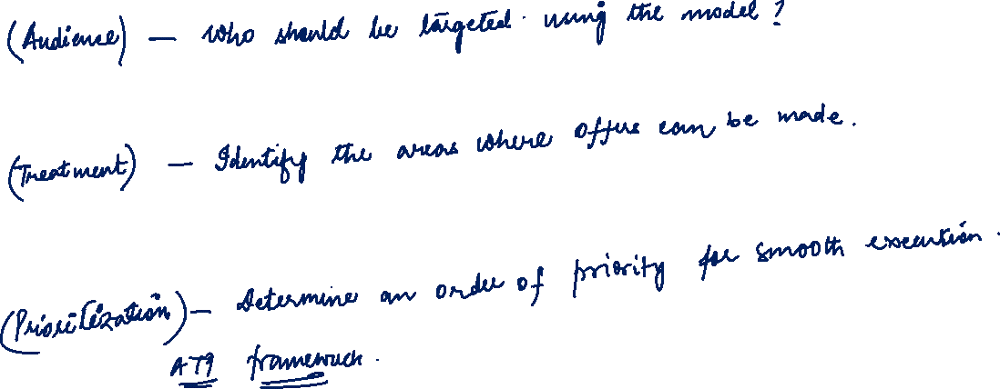 (Audience) — who should be targeted using the model?
(Treatment) — Identify the areas where offers can be made.
(Prioritization) — determine an order of priority for smooth execution.
ATP framework.